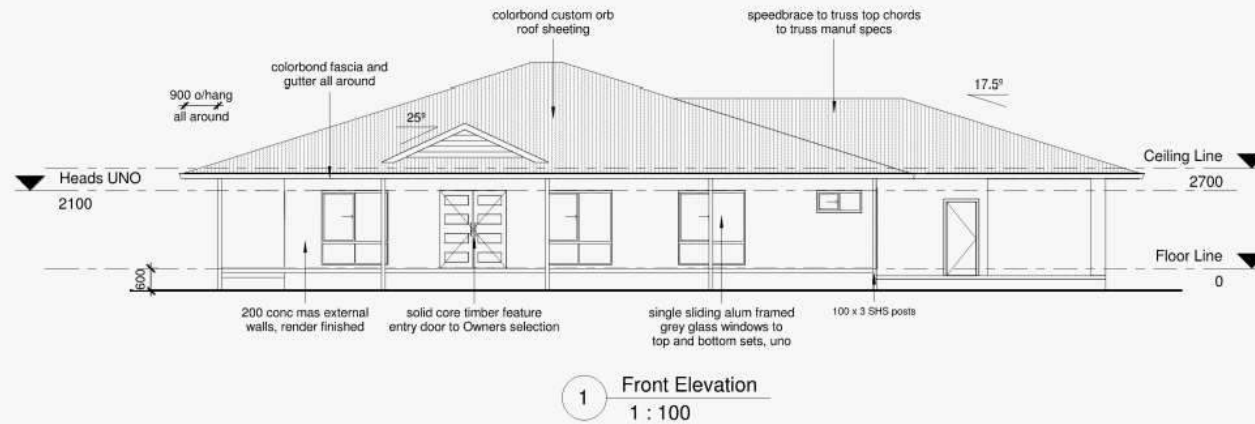 colorbond custom orb
roof sheeting
speedbrace to truss top chords
to truss manuf specs
colorbond fascia and
gutter all around
900 o/hang
all around
25º
17.5º
Ceiling Line
2700
Heads UNO
2100
Floor Line
0
600
200 conc mas external
walls, render finished
solid core timber feature
entry door to Owners selection
single sliding alum framed
grey glass windows to
top and bottom sets, uno
100 x 3 SHS posts
1
Front Elevation
1 : 100